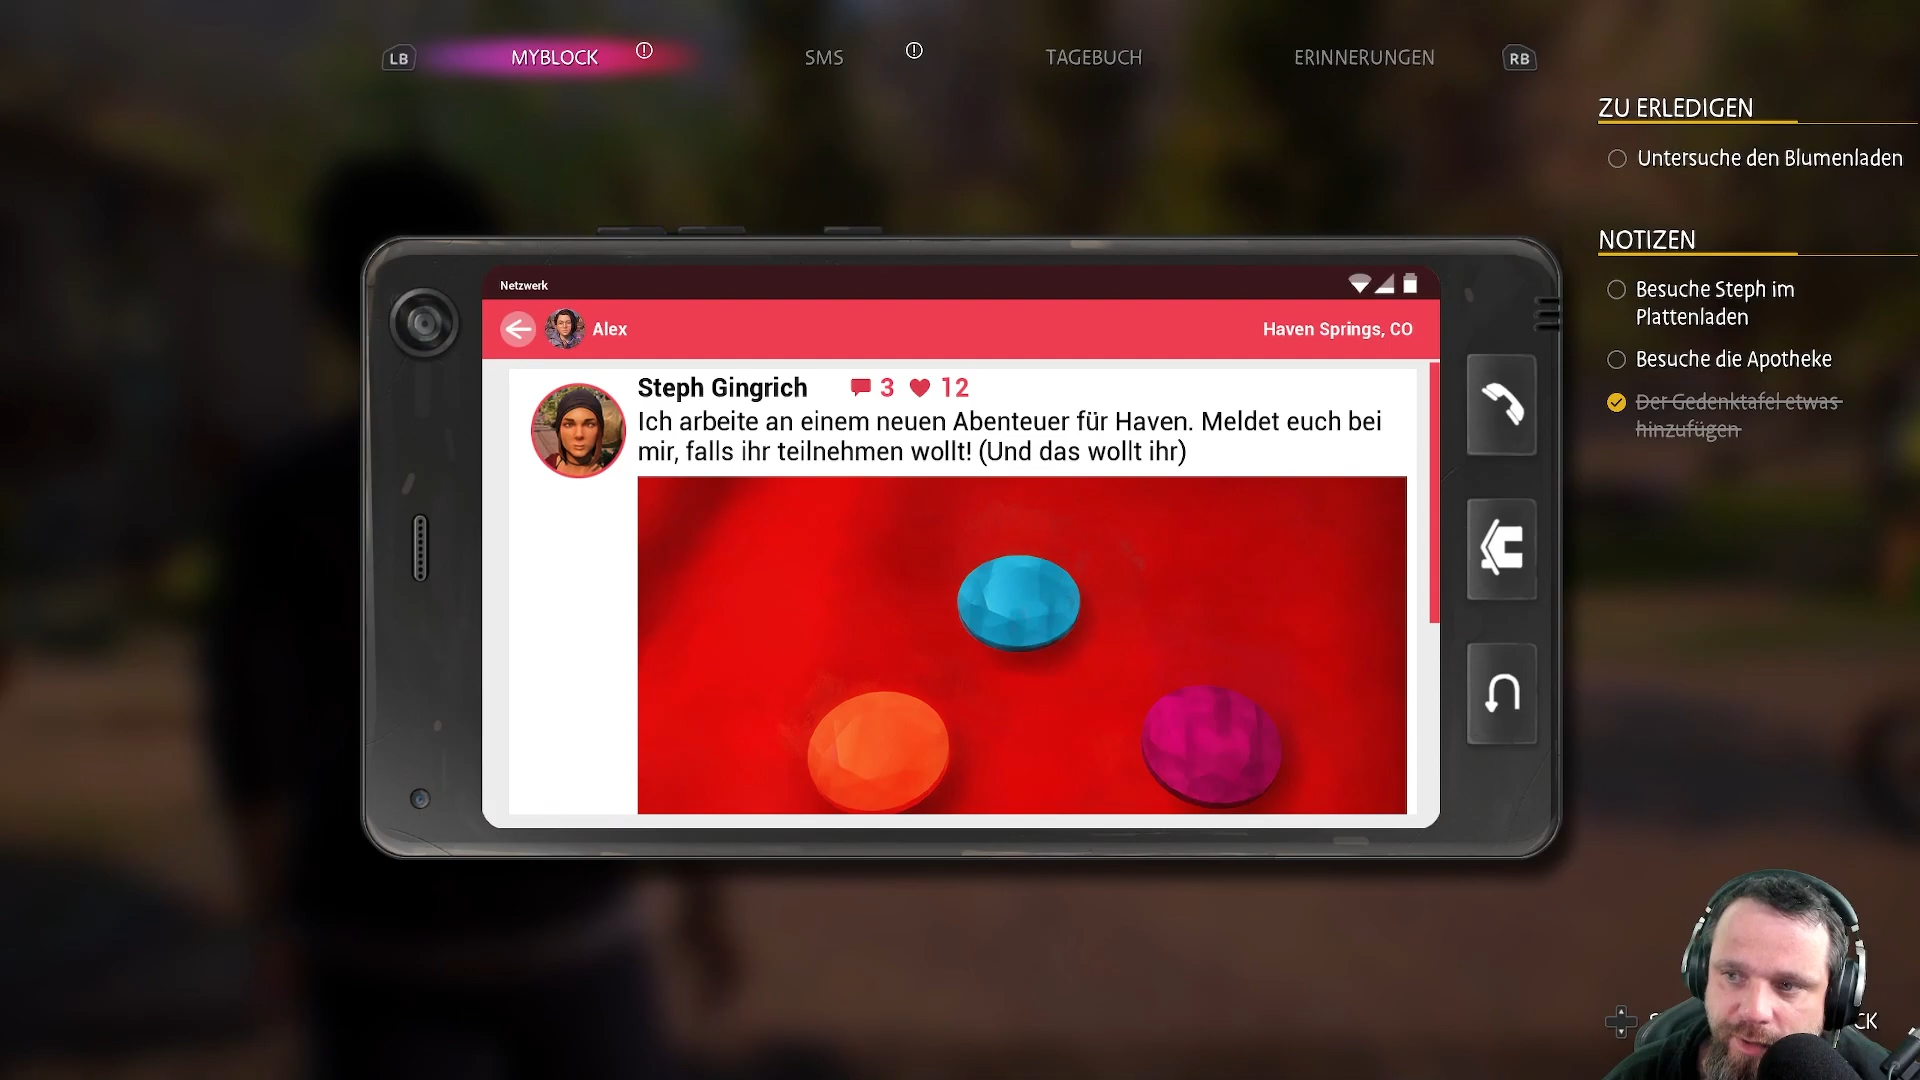 LB MYBLOCK SMS TAGEBUCH ERINNERUNGEN RB
ZU ERLEDIGEN
Untersuche den Blumenladen
NOTIZEN
Besuche Steph im
Plattenladen
Besuche die Apotheke
Der Gedenktafel etwas
hinzufügen
Netzwerk
Alex
Haven Springs, CO
Steph Gingrich 3 12
Ich arbeite an einem neuen Abenteuer für Haven. Meldet euch bei
mir, falls ihr teilnehmen wollt! (Und das wollt ihr)